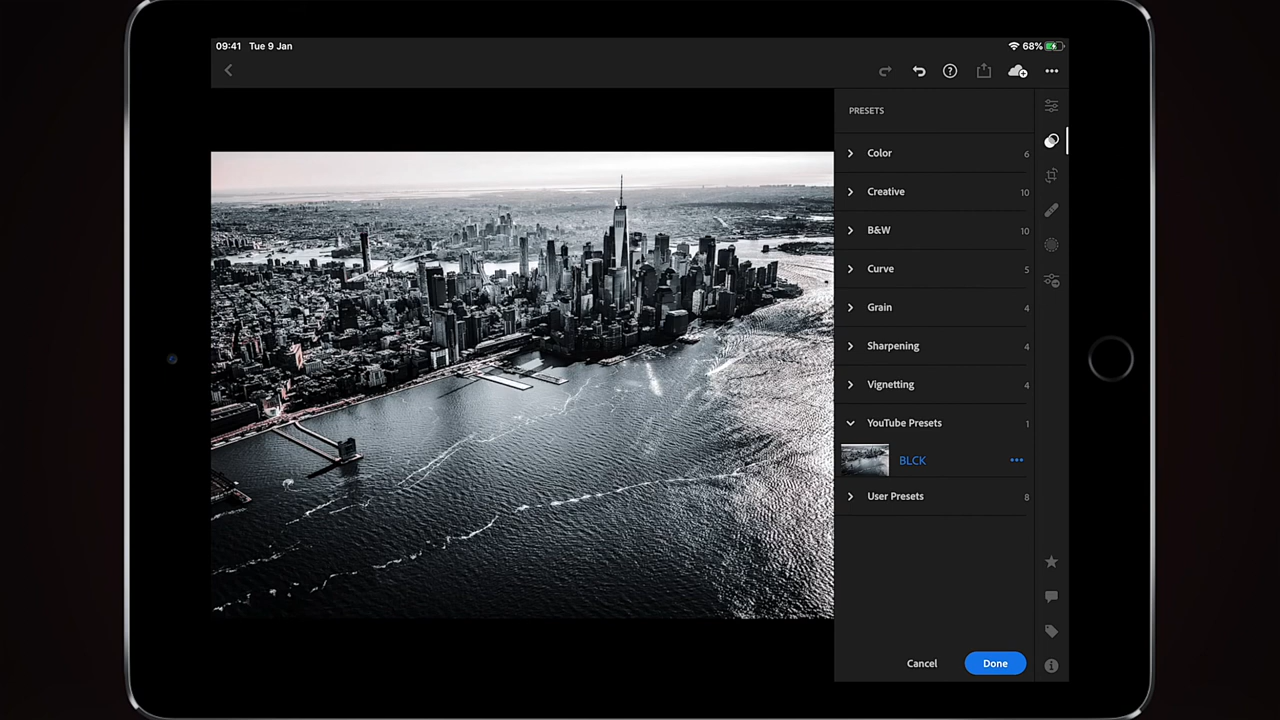 09:41 Tue 9 Jan 68%
PRESETS
Color 6
Creative 10
B&W 10
Curve 5
Grain 4
Sharpening 4
Vignetting 4
YouTube Presets 1
BLCK
User Presets 8
Cancel Done